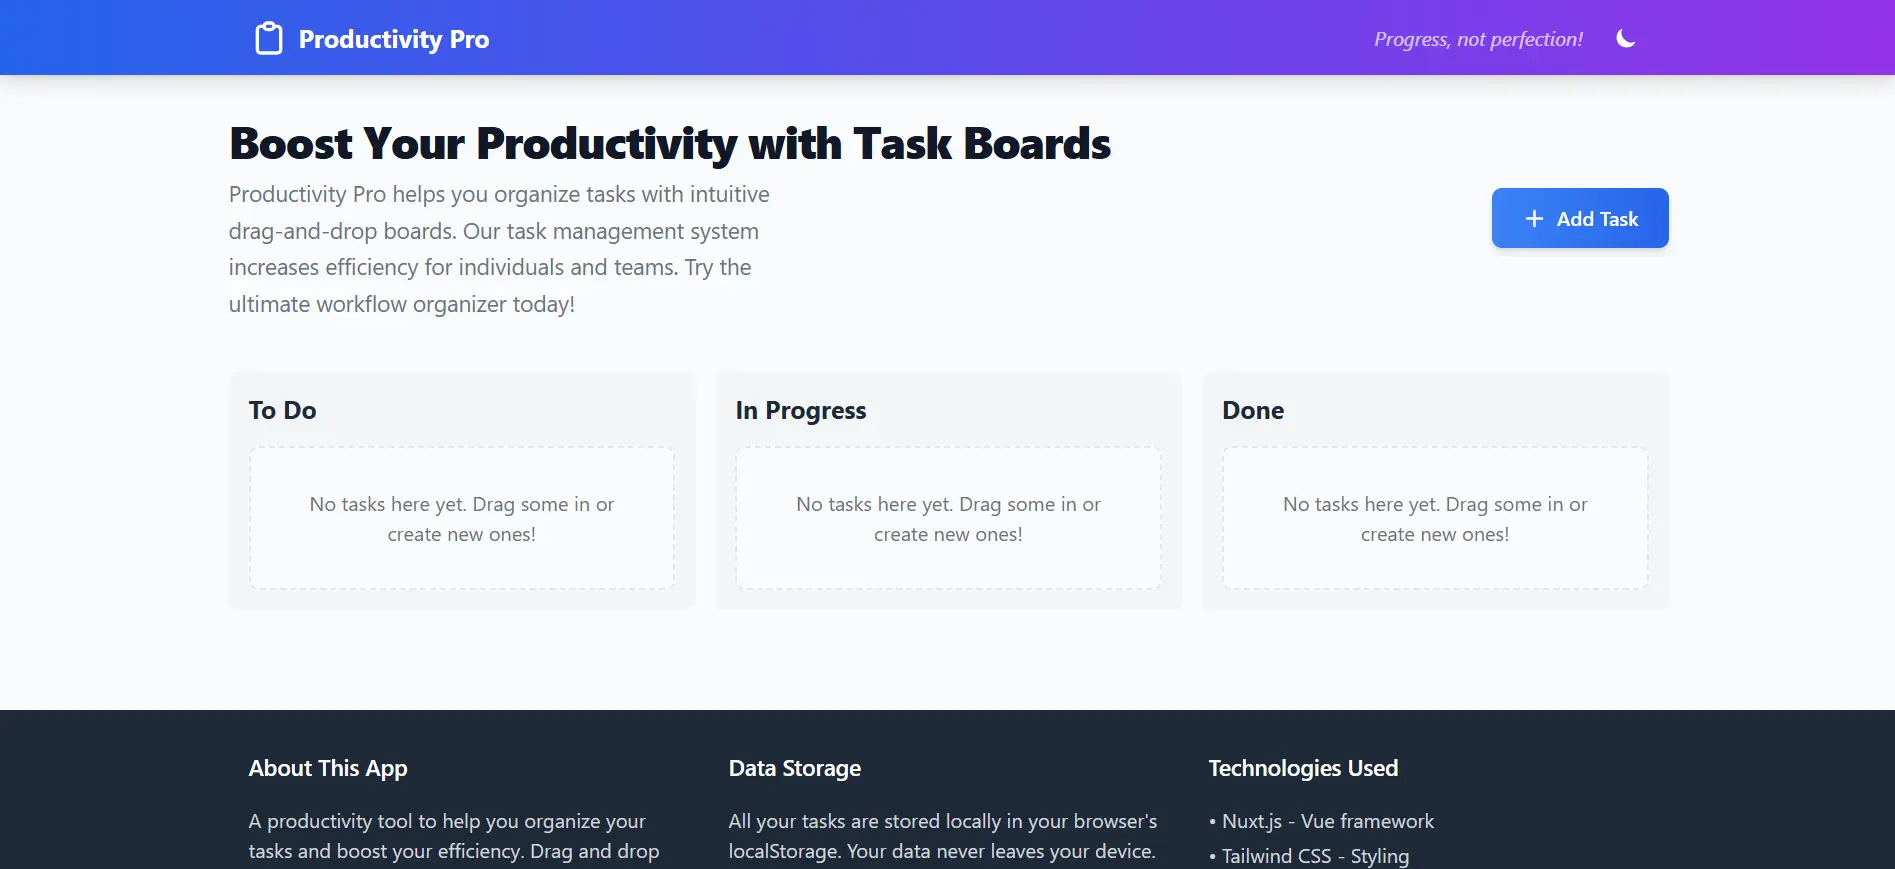 Productivity Pro
Progress, not perfection!
Boost Your Productivity with Task Boards
Productivity Pro helps you organize tasks with intuitive
drag-and-drop boards. Our task management system
increases efficiency for individuals and teams. Try the
ultimate workflow organizer today!
Add Task
To Do
No tasks here yet. Drag some in or
create new ones!
In Progress
No tasks here yet. Drag some in or
create new ones!
Done
No tasks here yet. Drag some in or
create new ones!
About This App
A productivity tool to help you organize your
tasks and boost your efficiency. Drag and drop
Data Storage
All your tasks are stored locally in your browser's
localStorage. Your data never leaves your device.
Technologies Used
• Nuxt.js - Vue framework
• Tailwind CSS - Styling